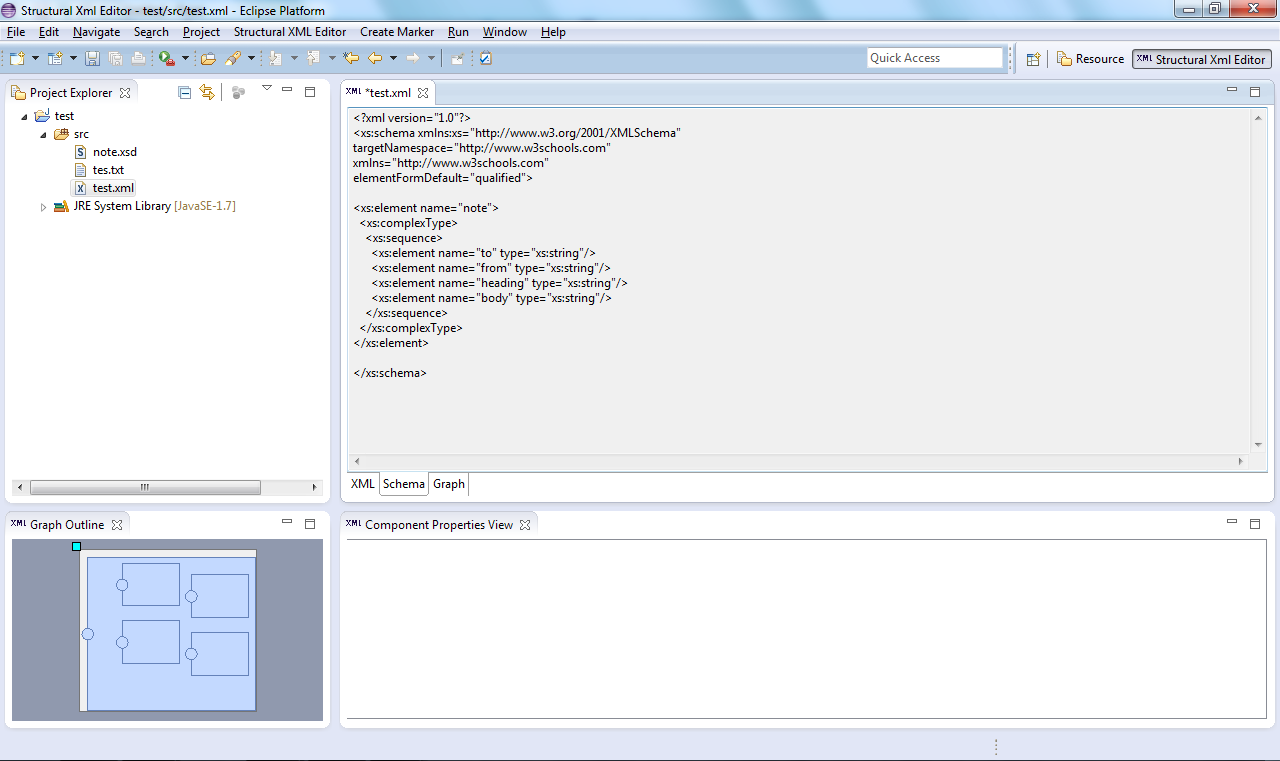 Structural Xml Editor - test/src/test.xml - Eclipse Platform
File Edit Navigate Search Project Structural XML Editor Create Marker Run Window Help
Quick Access
Resource
XML Structural Xml Editor
Project Explorer
test
src
note.xsd
tes.txt
test.xml
JRE System Library [JavaSE-1.7]
XML *test.xml
<?xml version="1.0"?>
<xs:schema xmlns:xs="http://www.w3.org/2001/XMLSchema"
targetNamespace="http://www.w3schools.com"
xmlns="http://www.w3schools.com"
elementFormDefault="qualified">
<xs:element name="note">
<xs:complexType>
<xs:sequence>
<xs:element name="to" type="xs:string"/>
<xs:element name="from" type="xs:string"/>
<xs:element name="heading" type="xs:string"/>
<xs:element name="body" type="xs:string"/>
</xs:sequence>
</xs:complexType>
</xs:element>
</xs:schema>
XML Schema Graph
XML Graph Outline
XML Component Properties View